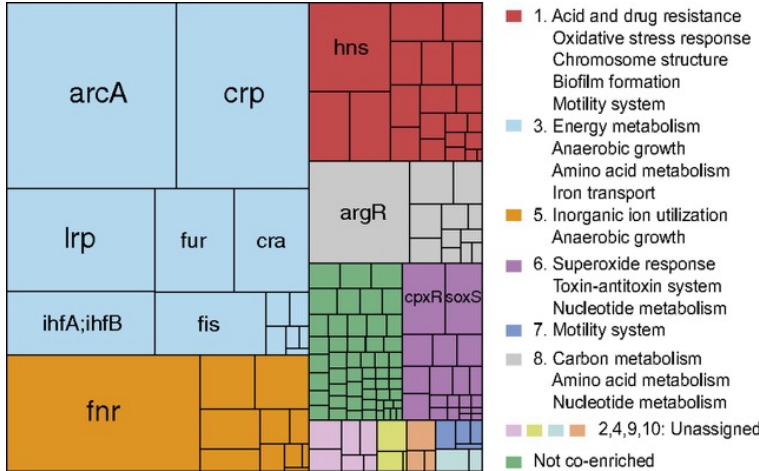 arcA
crp
hns
lrp
fur
cra
argR
ihfA;ihfB
fis
cpxR
soxS
fnr
1. Acid and drug resistance
Oxidative stress response
Chromosome structure
Biofilm formation
Motility system
3. Energy metabolism
Anaerobic growth
Amino acid metabolism
Iron transport
5. Inorganic ion utilization
Anaerobic growth
6. Superoxide response
Toxin-antitoxin system
Nucleotide metabolism
7. Motility system
8. Carbon metabolism
Amino acid metabolism
Nucleotide metabolism
2,4,9,10: Unassigned
Not co-enriched